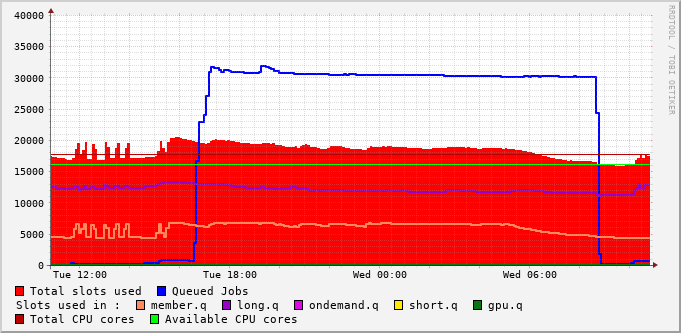 40000
35000
30000
25000
20000
15000
10000
5000
0
Tue 12:00 Tue 18:00 Wed 00:00 Wed 06:00
RRDTOOL / TOBI OETIKER
Total slots used Queued Jobs
Slots used in : member.q long.q ondemand.q short.q gpu.q
Total CPU cores Available CPU cores